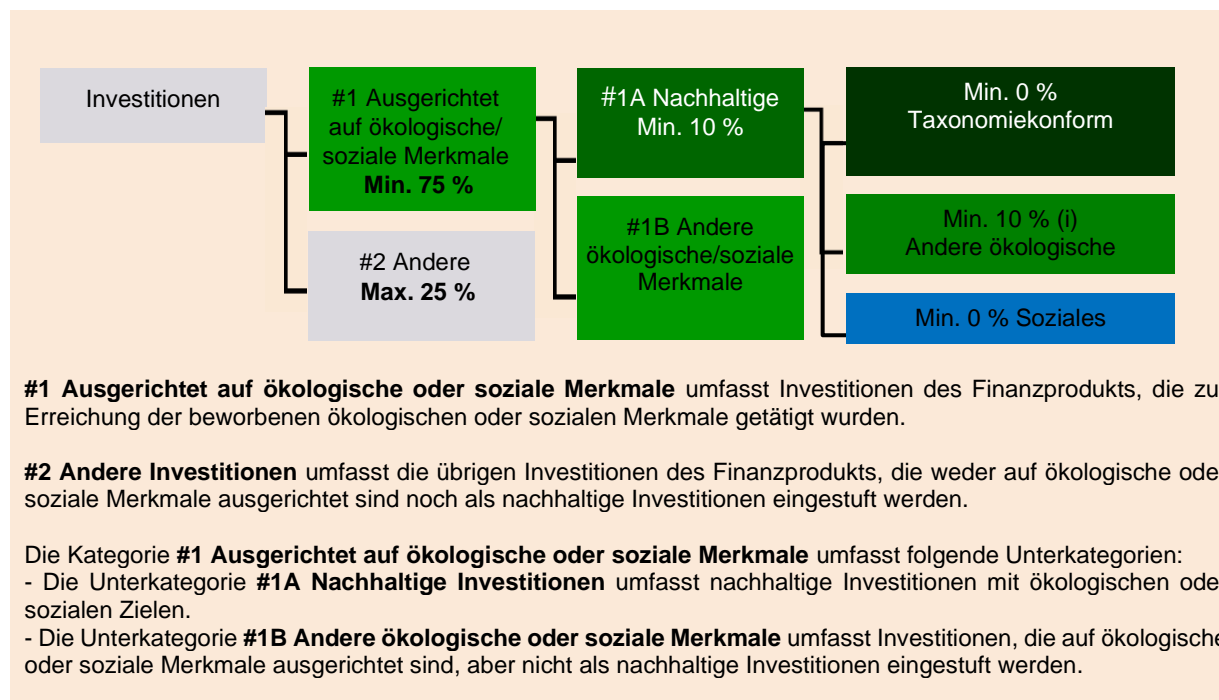 Investitionen
#1 Ausgerichtet
auf ökologische/
soziale Merkmale
Min. 75 %
#2 Andere
Max. 25 %
#1A Nachhaltige
Min. 10 %
#1B Andere
ökologische/soziale
Merkmale
Min. 0 %
Taxonomiekonform
Min. 10 % (i)
Andere ökologische
Min. 0 % Soziales
#1 Ausgerichtet auf ökologische oder soziale Merkmale umfasst Investitionen des Finanzprodukts, die zu
Erreichung der beworbenen ökologischen oder sozialen Merkmale getätigt wurden.
#2 Andere Investitionen umfasst die übrigen Investitionen des Finanzprodukts, die weder auf ökologische ode
soziale Merkmale ausgerichtet sind noch als nachhaltige Investitionen eingestuft werden.
Die Kategorie #1 Ausgerichtet auf ökologische oder soziale Merkmale umfasst folgende Unterkategorien:
- Die Unterkategorie #1A Nachhaltige Investitionen umfasst nachhaltige Investitionen mit ökologischen ode
sozialen Zielen.
- Die Unterkategorie #1B Andere ökologische oder soziale Merkmale umfasst Investitionen, die auf ökologische
oder soziale Merkmale ausgerichtet sind, aber nicht als nachhaltige Investitionen eingestuft werden.